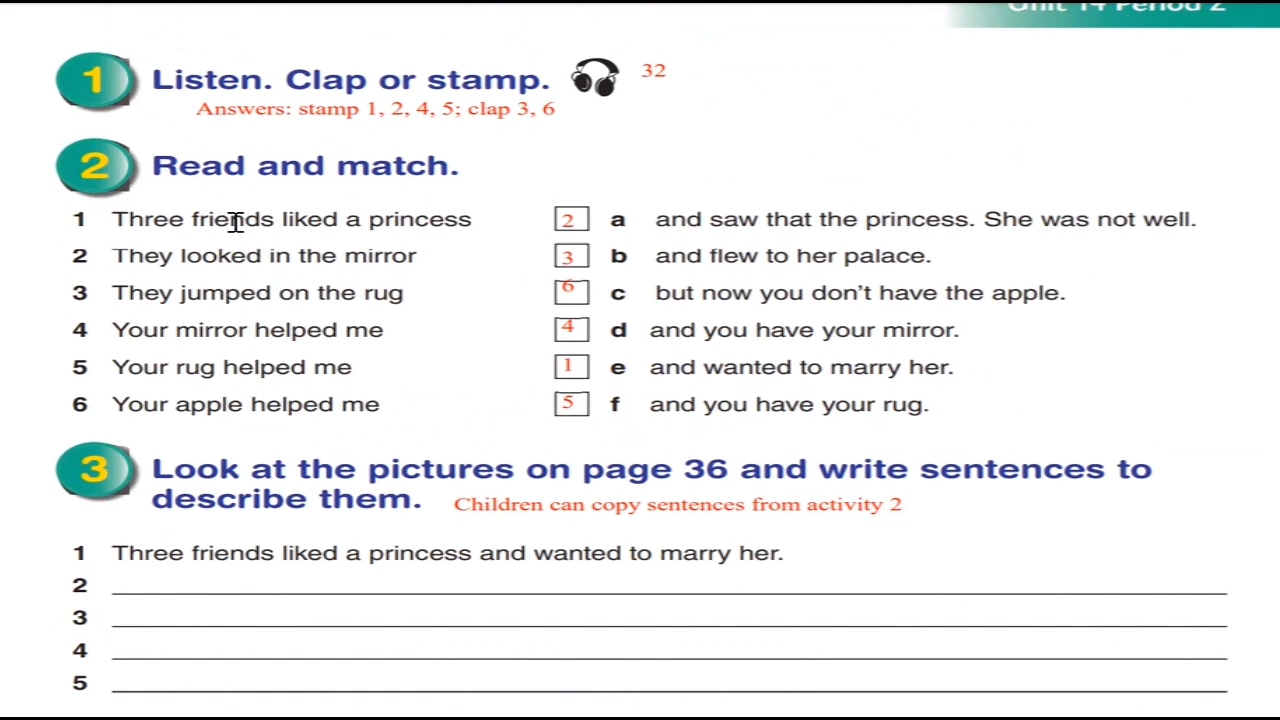 Unit 14 Period 2
1 Listen. Clap or stamp. 32
Answers: stamp 1, 2, 4, 5; clap 3, 6
2 Read and match.
1 Three friends liked a princess 2 a and saw that the princess. She was not well.
2 They looked in the mirror 3 b and flew to her palace.
3 They jumped on the rug 6 c but now you don't have the apple.
4 Your mirror helped me 4 d and you have your mirror.
5 Your rug helped me 1 e and wanted to marry her.
6 Your apple helped me 5 f and you have your rug.
3 Look at the pictures on page 36 and write sentences to
describe them. Children can copy sentences from activity 2
1 Three friends liked a princess and wanted to marry her.
2
3
4
5